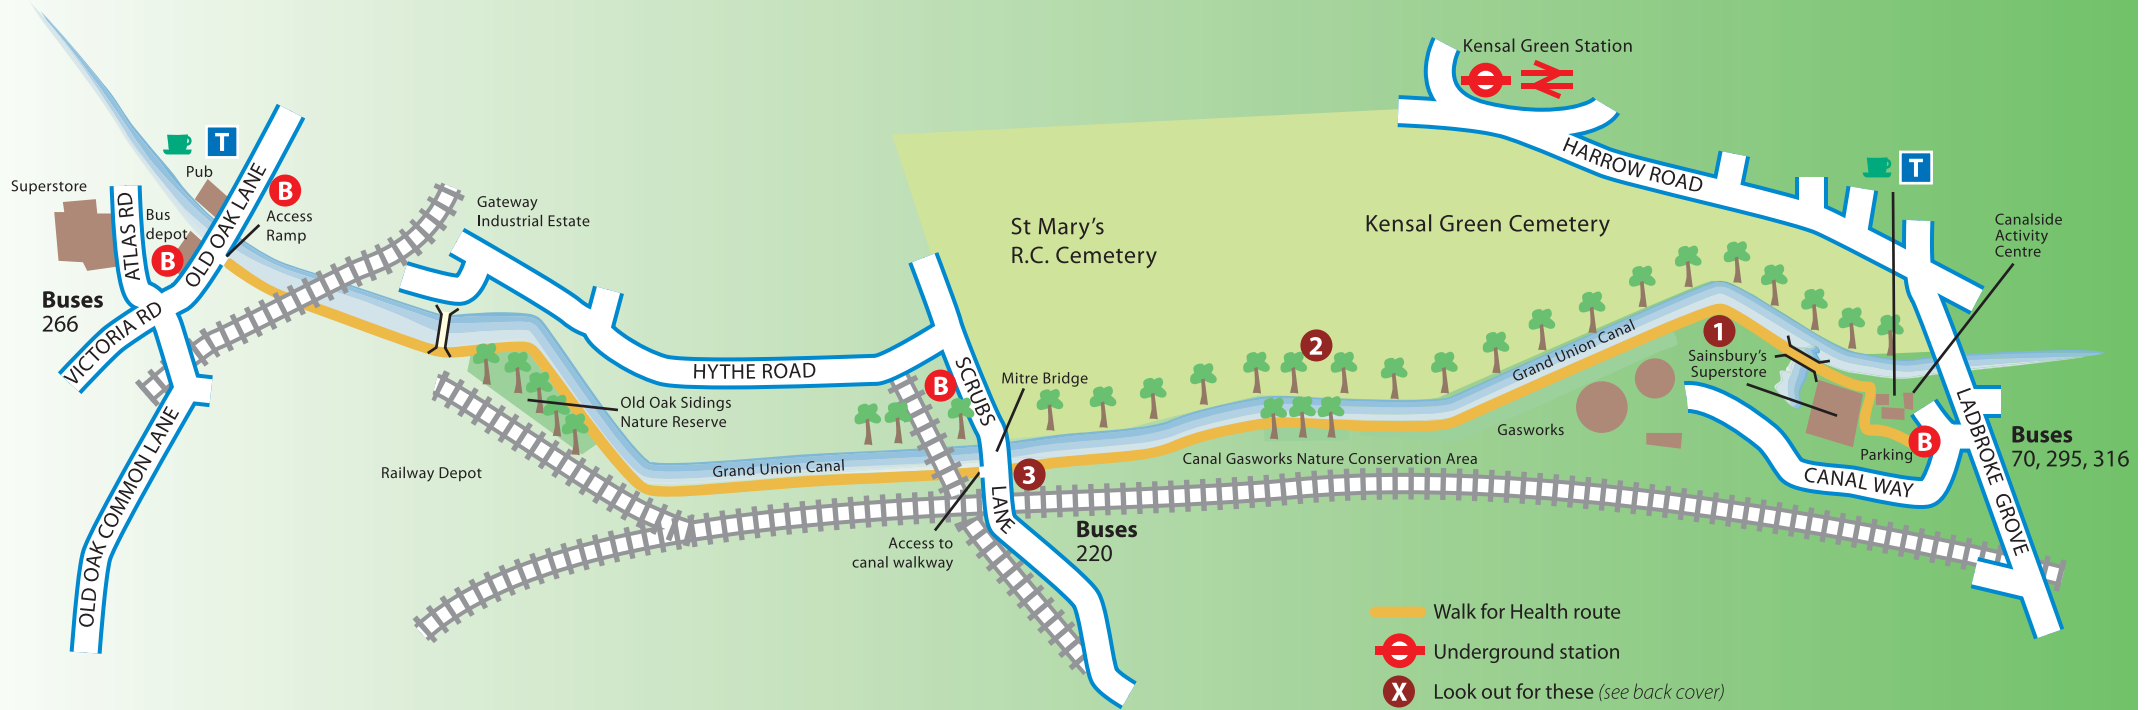 Kensal Green Station
HARROW ROAD
T
T
Pub
Superstore
ATLAS RD
Bus
depot
B
OLD OAK LANE
B
Access
Ramp
Gateway
Industrial Estate
St Mary's
R.C. Cemetery
Kensal Green Cemetery
Canalside
Activity
Centre
Buses
266
VICTORIA RD
HYTHE ROAD
SCRUBS
LANE
B
Mitre Bridge
2
1
Grand Union Canal
Sainsbury's
Superstore
Old Oak Sidings
Nature Reserve
OLD OAK COMMON LANE
Railway Depot
Grand Union Canal
3
Canal Gasworks Nature Conservation Area
Gasworks
Parking
B
CANAL WAY
LADBROKE GROVE
Buses
70, 295, 316
Access to
canal walkway
Buses
220
Walk for Health route
Underground station
X Look out for these (see back cover)